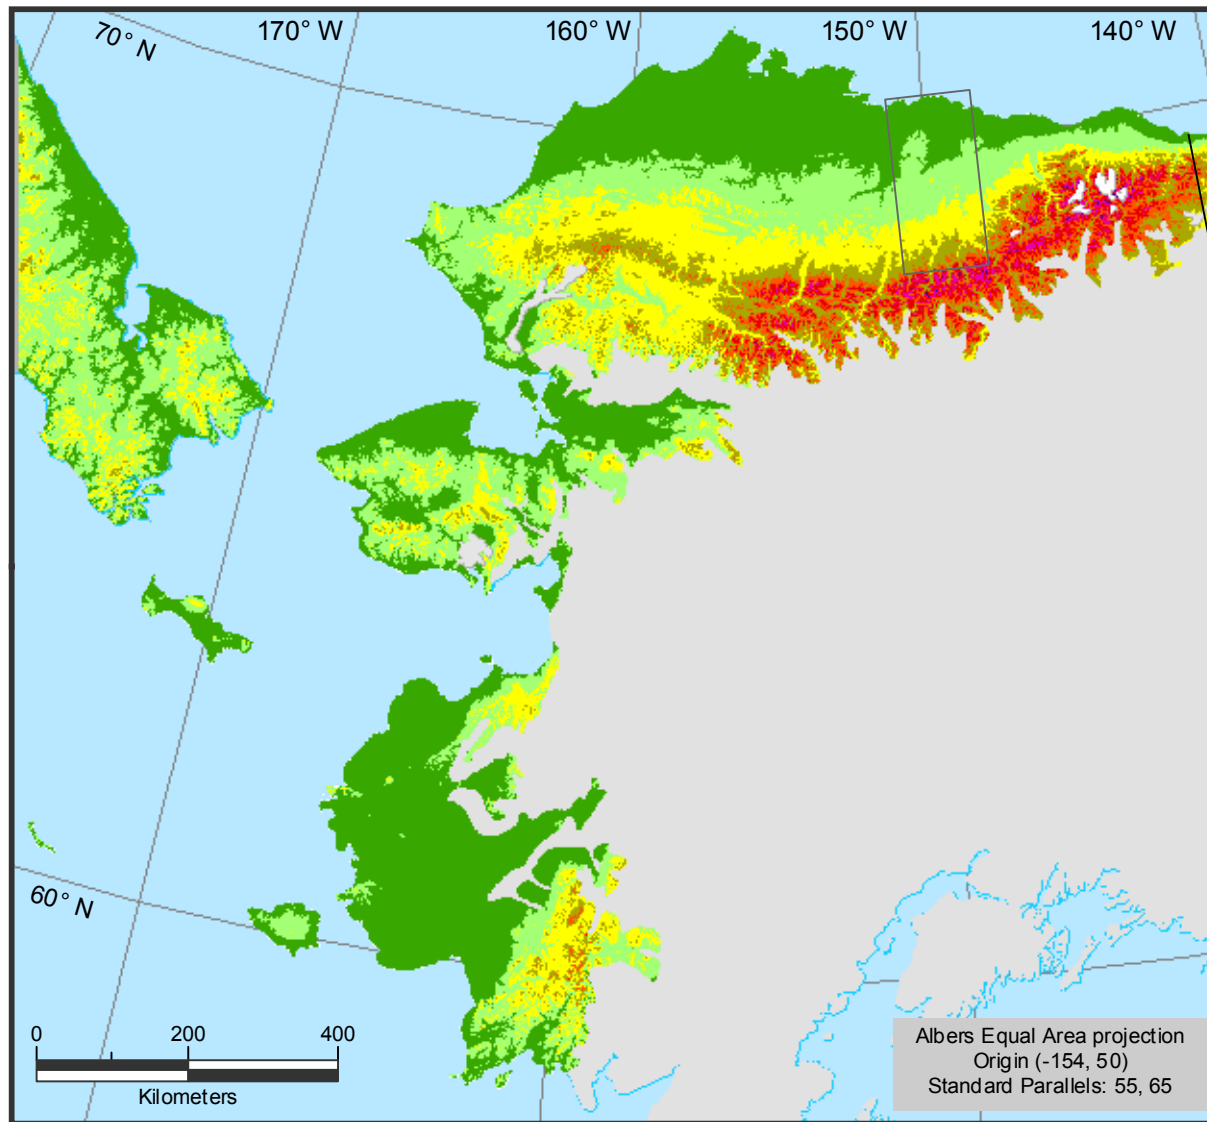 70° N
170° W
160° W
150° W
140° W
60° N
0 200 400
Kilometers
Albers Equal Area projection
Origin (-154, 50)
Standard Parallels: 55, 65